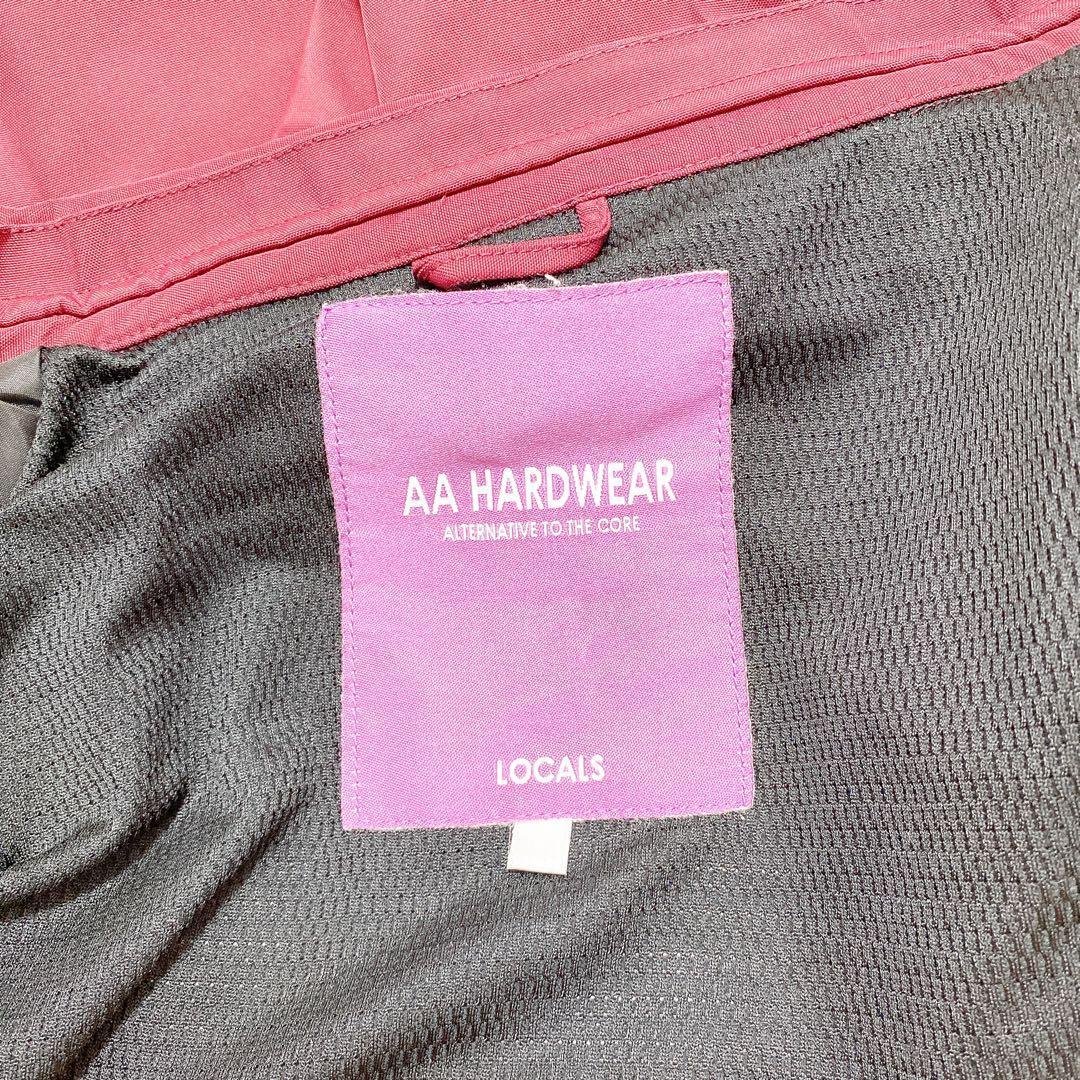 AA HARDWEAR
ALTERNATIVE TO THE CORE
LOCALS